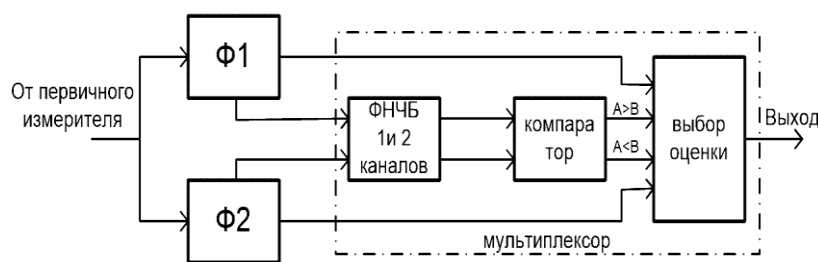 Ф1
От первичного
измерителя
ФНЧБ
1и 2
каналов
компара
тор
A>B
A<B
выбор
оценки
Выход
Ф2
мультиплексор